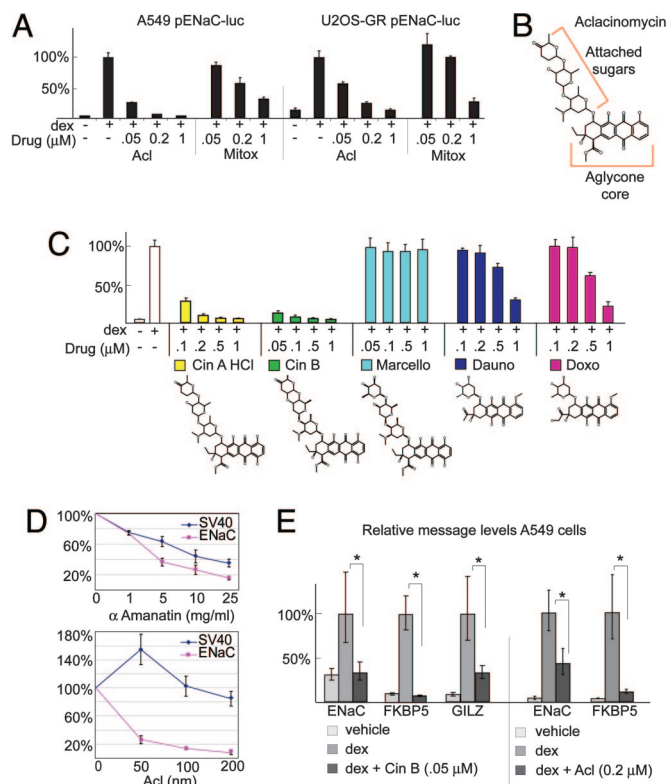 A
A549 pENaC-luc
U2OS-GR pENaC-luc
100%
50%
dex - + + + + + + + - + + + + + + +
Drug (μM) - - .05 0.2 1 .05 0.2 1 - - .05 0.2 1 .05 0.2 1
Acl Mitox Acl Mitox
B
Aclacinomycin
Attached
sugars
Aglycone
core
C
100%
50%
dex - + + + + + + + + + + + + + + + + + + + + +
Drug (μM) - - .1 .2 .5 1 .05 .1 .5 1 .05 .1 .5 1 .1 .2 .5 1 .1 .2 .5 1
Cin A HCl Cin B Marcello Dauno Doxo
D
100%
60%
20%
SV40
ENaC
0 1 5 10 25
α Amanatin (mg/ml)
180%
140%
100%
60%
20%
SV40
ENaC
0 50 100 200
Acl (nm)
E
Relative message levels A549 cells
* * * * *
100%
50%
ENaC FKBP5 GILZ ENaC FKBP5
vehicle
dex
dex + Cin B (.05 μM)
vehicle
dex
dex + Acl (0.2 μM)